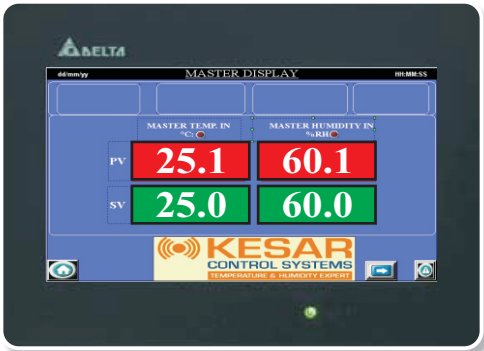 DELTA
dd/mm/yy MASTER DISPLAY HH:MM:SS
MASTER TEMP. IN MASTER HUMIDITY IN
°C: %RH:
PV 25.1 60.1
SV 25.0 60.0
KESAR
CONTROL SYSTEMS
TEMPERATURE & HUMIDITY EXPERT